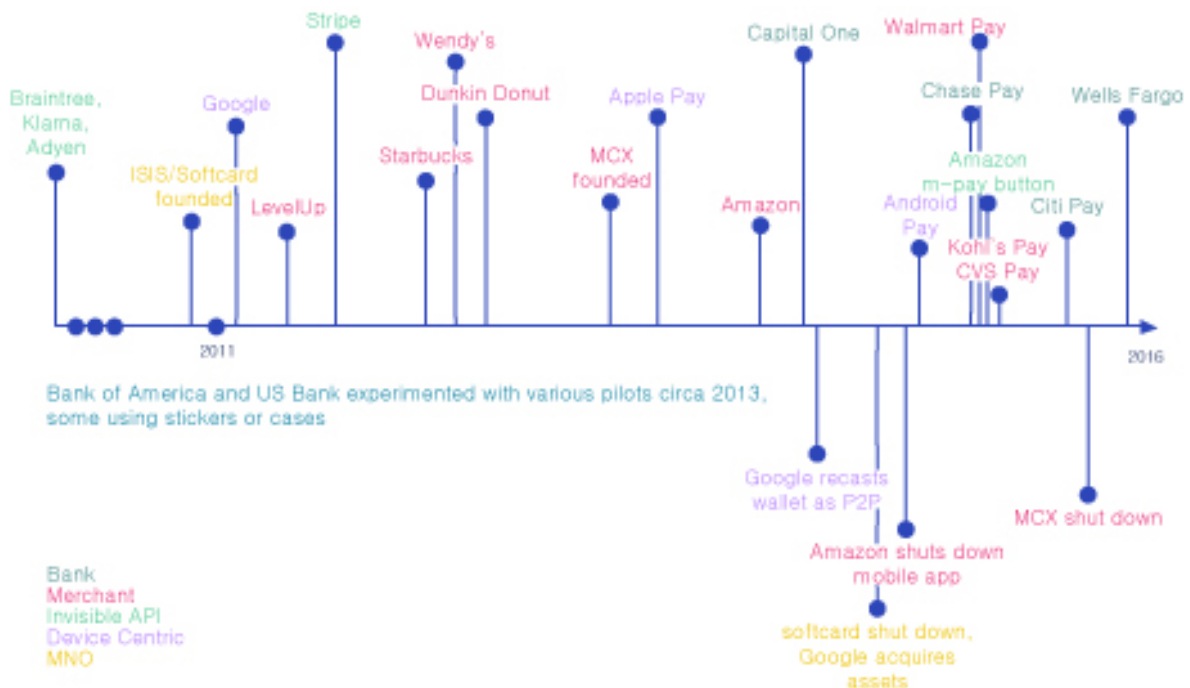 Stripe
Capital One
Walmart Pay
Wendy's
Braintree,
Klarna,
Adyen
Google
Dunkin Donut
Apple Pay
Chase Pay
Wells Fargo
ISIS/Softcard
founded
LevelUp
Starbucks
MCX
founded
Amazon
Amazon
m-pay button
Android
Pay
Citi Pay
Kohl's Pay
CVS Pay
2011
2016
Bank of America and US Bank experimented with various pilots circa 2013,
some using stickers or cases
Google recasts
wallet as P2P
MCX shut down
Amazon shuts down
mobile app
softcard shut down,
Google acquires
assets
Bank
Merchant
Invisible API
Device Centric
MNO